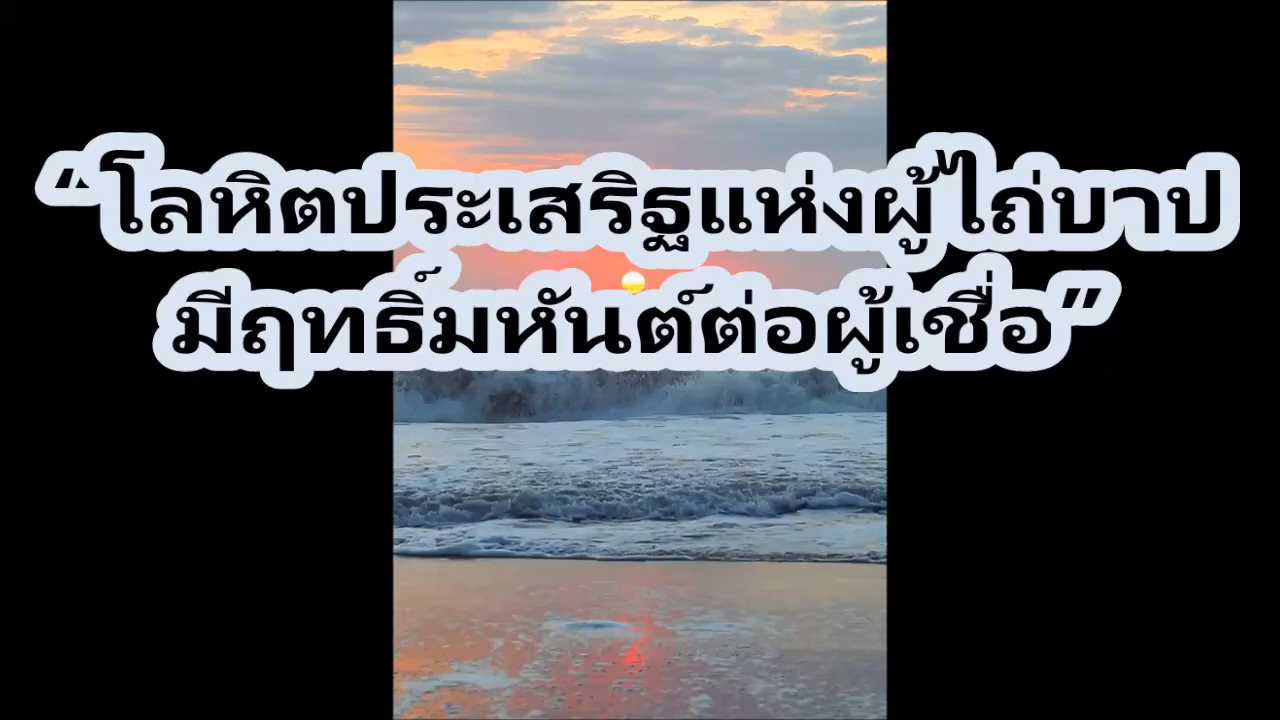 “โลหิตประเสริฐแห่งผู้ไถ่บาป
มีฤทธิ์มหันต์ต่อผู้เชื่อ”